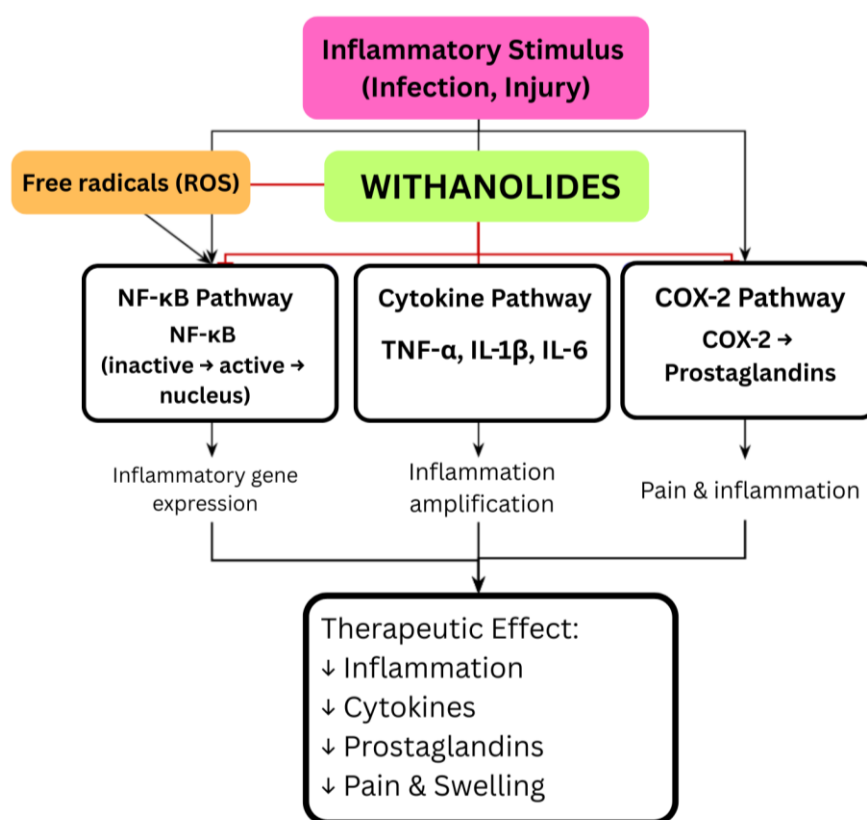 Inflammatory Stimulus
(Infection, Injury)
Free radicals (ROS)
WITHANOLIDES
NF-κB Pathway
NF-κB
(inactive → active →
nucleus)
Cytokine Pathway
TNF-α, IL-1β, IL-6
COX-2 Pathway
COX-2 →
Prostaglandins
Inflammatory gene
expression
Inflammation
amplification
Pain & inflammation
Therapeutic Effect:
↓ Inflammation
↓ Cytokines
↓ Prostaglandins
↓ Pain & Swelling